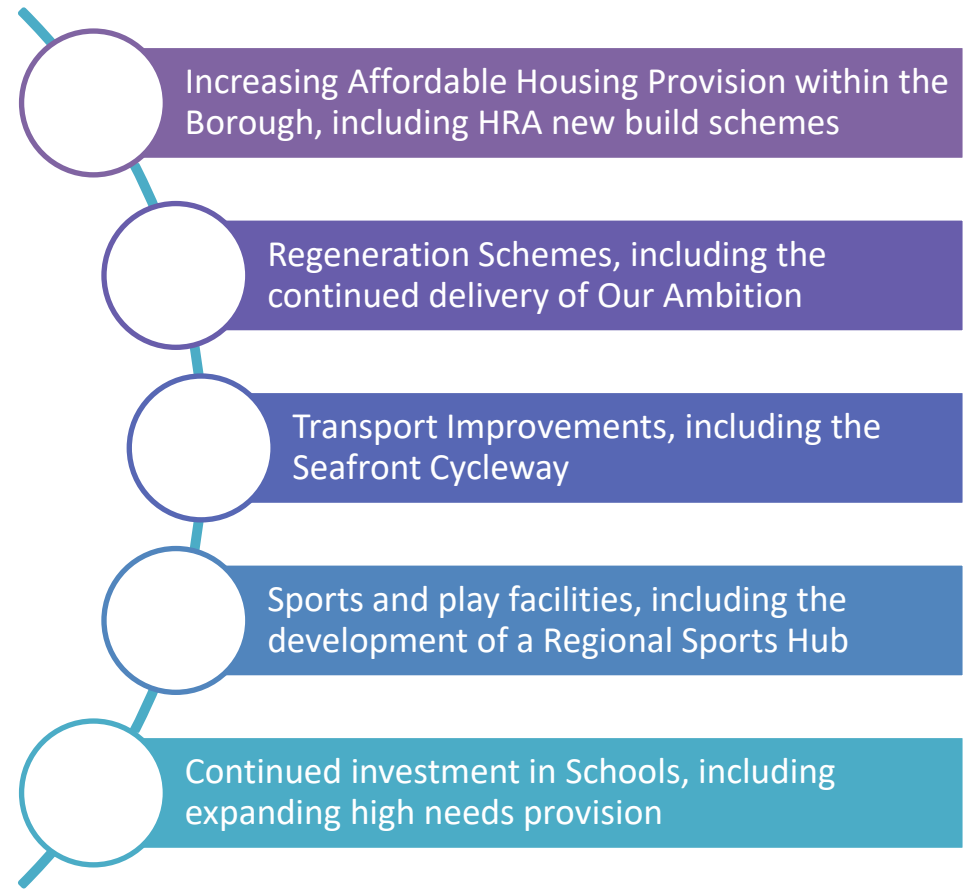 Increasing Affordable Housing Provision within the
Borough, including HRA new build schemes
Regeneration Schemes, including the
continued delivery of Our Ambition
Transport Improvements, including the
Seafront Cycleway
Sports and play facilities, including the
development of a Regional Sports Hub
Continued investment in Schools, including
expanding high needs provision